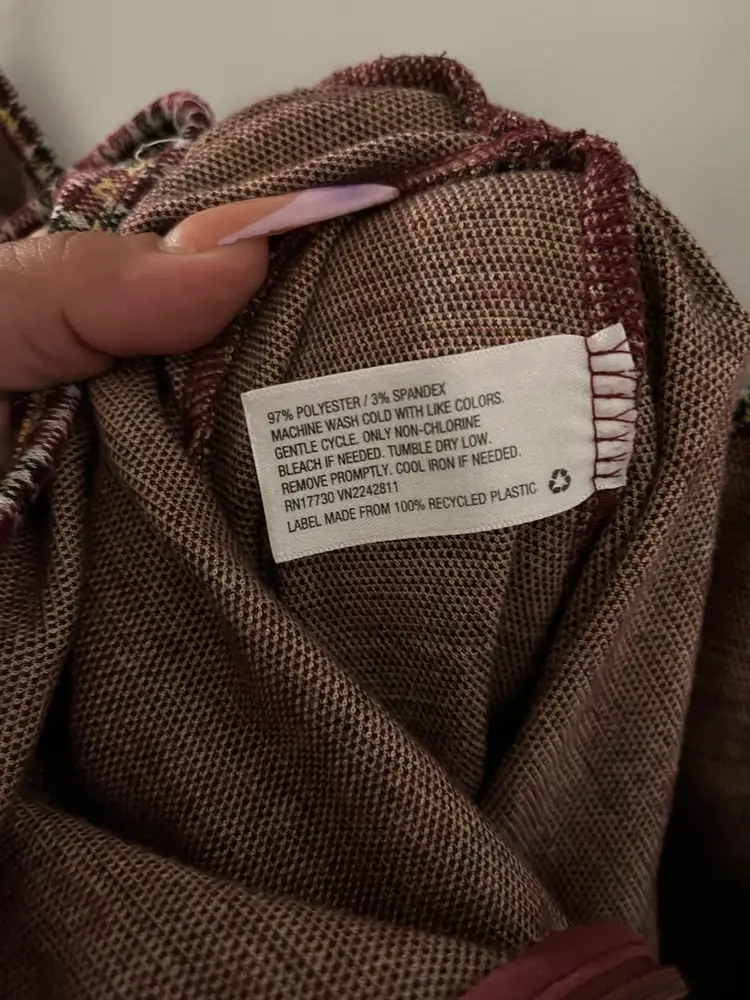 97% POLYESTER / 3% SPANDEX
MACHINE WASH COLD WITH LIKE COLORS.
GENTLE CYCLE. ONLY NON-CHLORINE
BLEACH IF NEEDED. TUMBLE DRY LOW.
REMOVE PROMPTLY. COOL IRON IF NEEDED.
RN17730 VN2242811
LABEL MADE FROM 100% RECYCLED PLASTIC